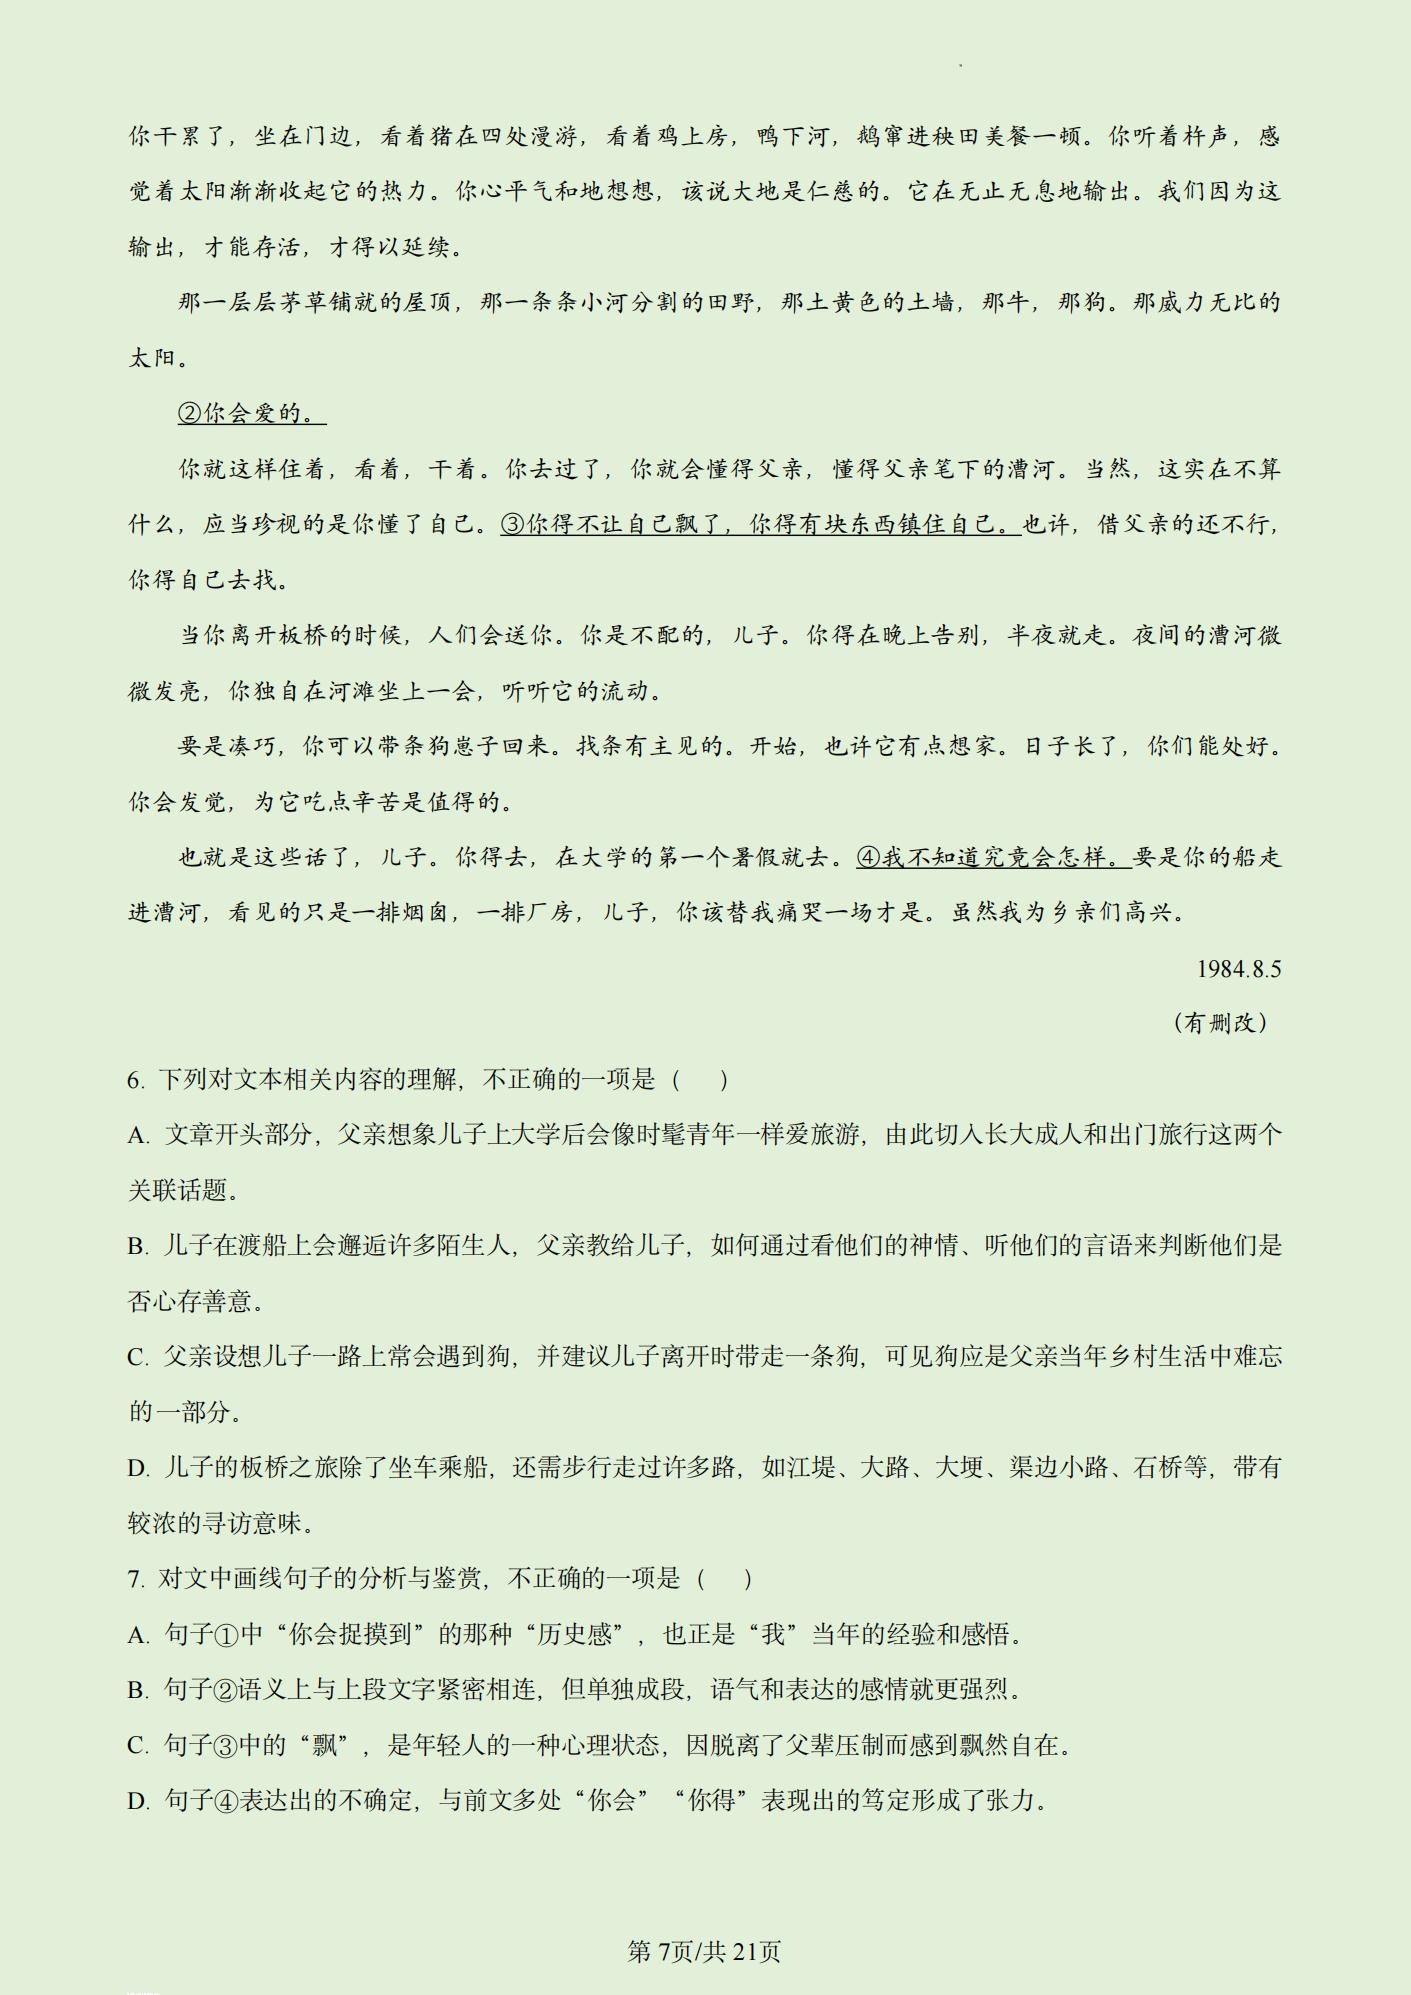 你干累了，坐在门边，看着猪在四处漫游，看着鸡上房，鸭下河，鹅窜进秧田美餐一顿。你听着杵声，感
觉着太阳渐渐收起它的热力。你心平气和地想想，该说大地是仁慈的。它在无止无息地输出。我们因为这
输出，才能存活，才得以延续。
那一层层茅草铺就的屋顶，那一条条小河分割的田野，那土黄色的土墙，那牛，那狗。那威力无比的
太阳。
②你会爱的。
你就这样住着，看着，干着。你去过了，你就会懂得父亲，懂得父亲笔下的漕河。当然，这实在不算
什么，应当珍视的是你懂了自己。③你得不让自己飘了，你得有块东西镇住自己。也许，借父亲的还不行，
你得自己去找。
当你离开板桥的时候，人们会送你。你是不配的，儿子。你得在晚上告别，半夜就走。夜间的漕河微
微发亮，你独自在河滩坐上一会，听听它的流动。
要是凑巧，你可以带条狗崽子回来。找条有主见的。开始，也许它有点想家。日子长了，你们能处好。
你会发觉，为它吃点辛苦是值得的。
也就是这些话了，儿子。你得去，在大学的第一个暑假就去。④我不知道究竟会怎样。要是你的船走
进漕河，看见的只是一排烟囱，一排厂房，儿子，你该替我痛哭一场才是。虽然我为乡亲们高兴。
1984.8.5
（有删改）
6. 下列对文本相关内容的理解，不正确的一项是（ ）
A. 文章开头部分，父亲想象儿子上大学后会像时髦青年一样爱旅游，由此切入长大成人和出门旅行这两个
关联话题。
B. 儿子在渡船上会邂逅许多陌生人，父亲教给儿子，如何通过看他们的神情、听他们的言语来判断他们是
否心存善意。
C. 父亲设想儿子一路上常会遇到狗，并建议儿子离开时带走一条狗，可见狗应是父亲当年乡村生活中难忘
的一部分。
D. 儿子的板桥之旅除了坐车乘船，还需步行走过许多路，如江堤、大路、大埂、渠边小路、石桥等，带有
较浓的寻访意味。
7. 对文中画线句子的分析与鉴赏，不正确的一项是（ ）
A. 句子①中“你会捉摸到”的那种“历史感”，也正是“我”当年的经验和感悟。
B. 句子②语义上与上段文字紧密相连，但单独成段，语气和表达的感情就更强烈。
C. 句子③中的“飘”，是年轻人的一种心理状态，因脱离了父辈压制而感到飘然自在。
D. 句子④表达出的不确定，与前文多处“你会”“你得”表现出的笃定形成了张力。
第 7页/共 21页